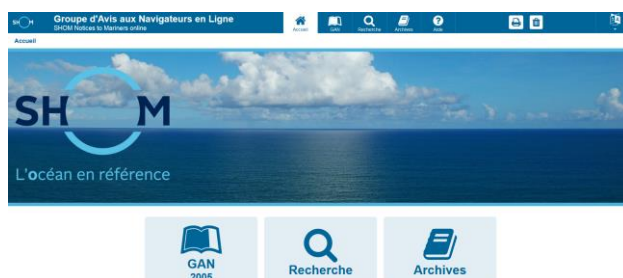 SHOM
Groupe d'Avis aux Navigateurs en Ligne
SHOM Notices to Mariners online
Accueil
GAN
Recherche
Archives
Aide
Accueil
SHOM
L'océan en référence
GAN
2005
Recherche
Archives